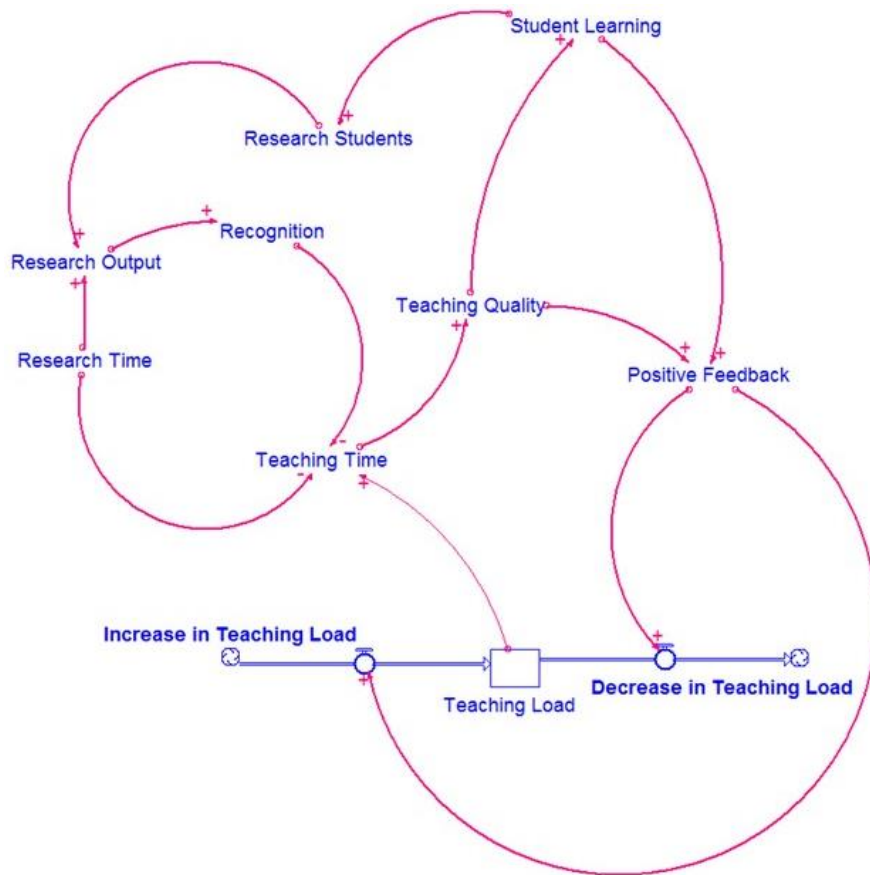 Student Learning
+
+
Research Students
+
Recognition
+
Research Output
+
Teaching Quality
+
+
+
Research Time
Positive Feedback
-
Teaching Time
-
+
Increase in Teaching Load
+
+
Teaching Load
Decrease in Teaching Load